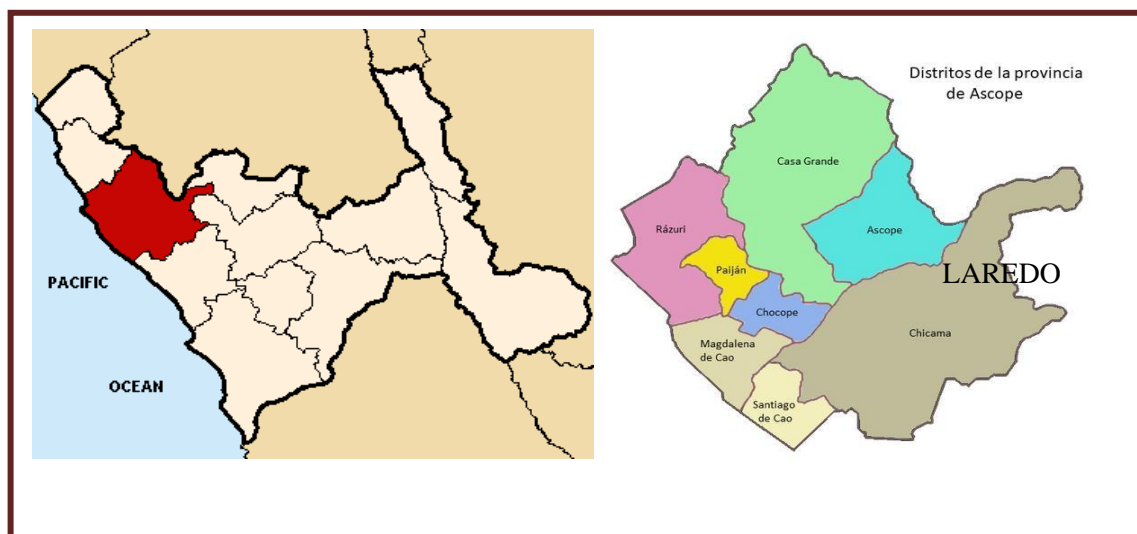 PACIFIC
OCEAN
Distritos de la provincia
de Ascope
Casa Grande
Rázuri
Ascope
Paiján
LAREDO
Chocope
Chicama
Magdalena
de Cao
Santiago
de Cao